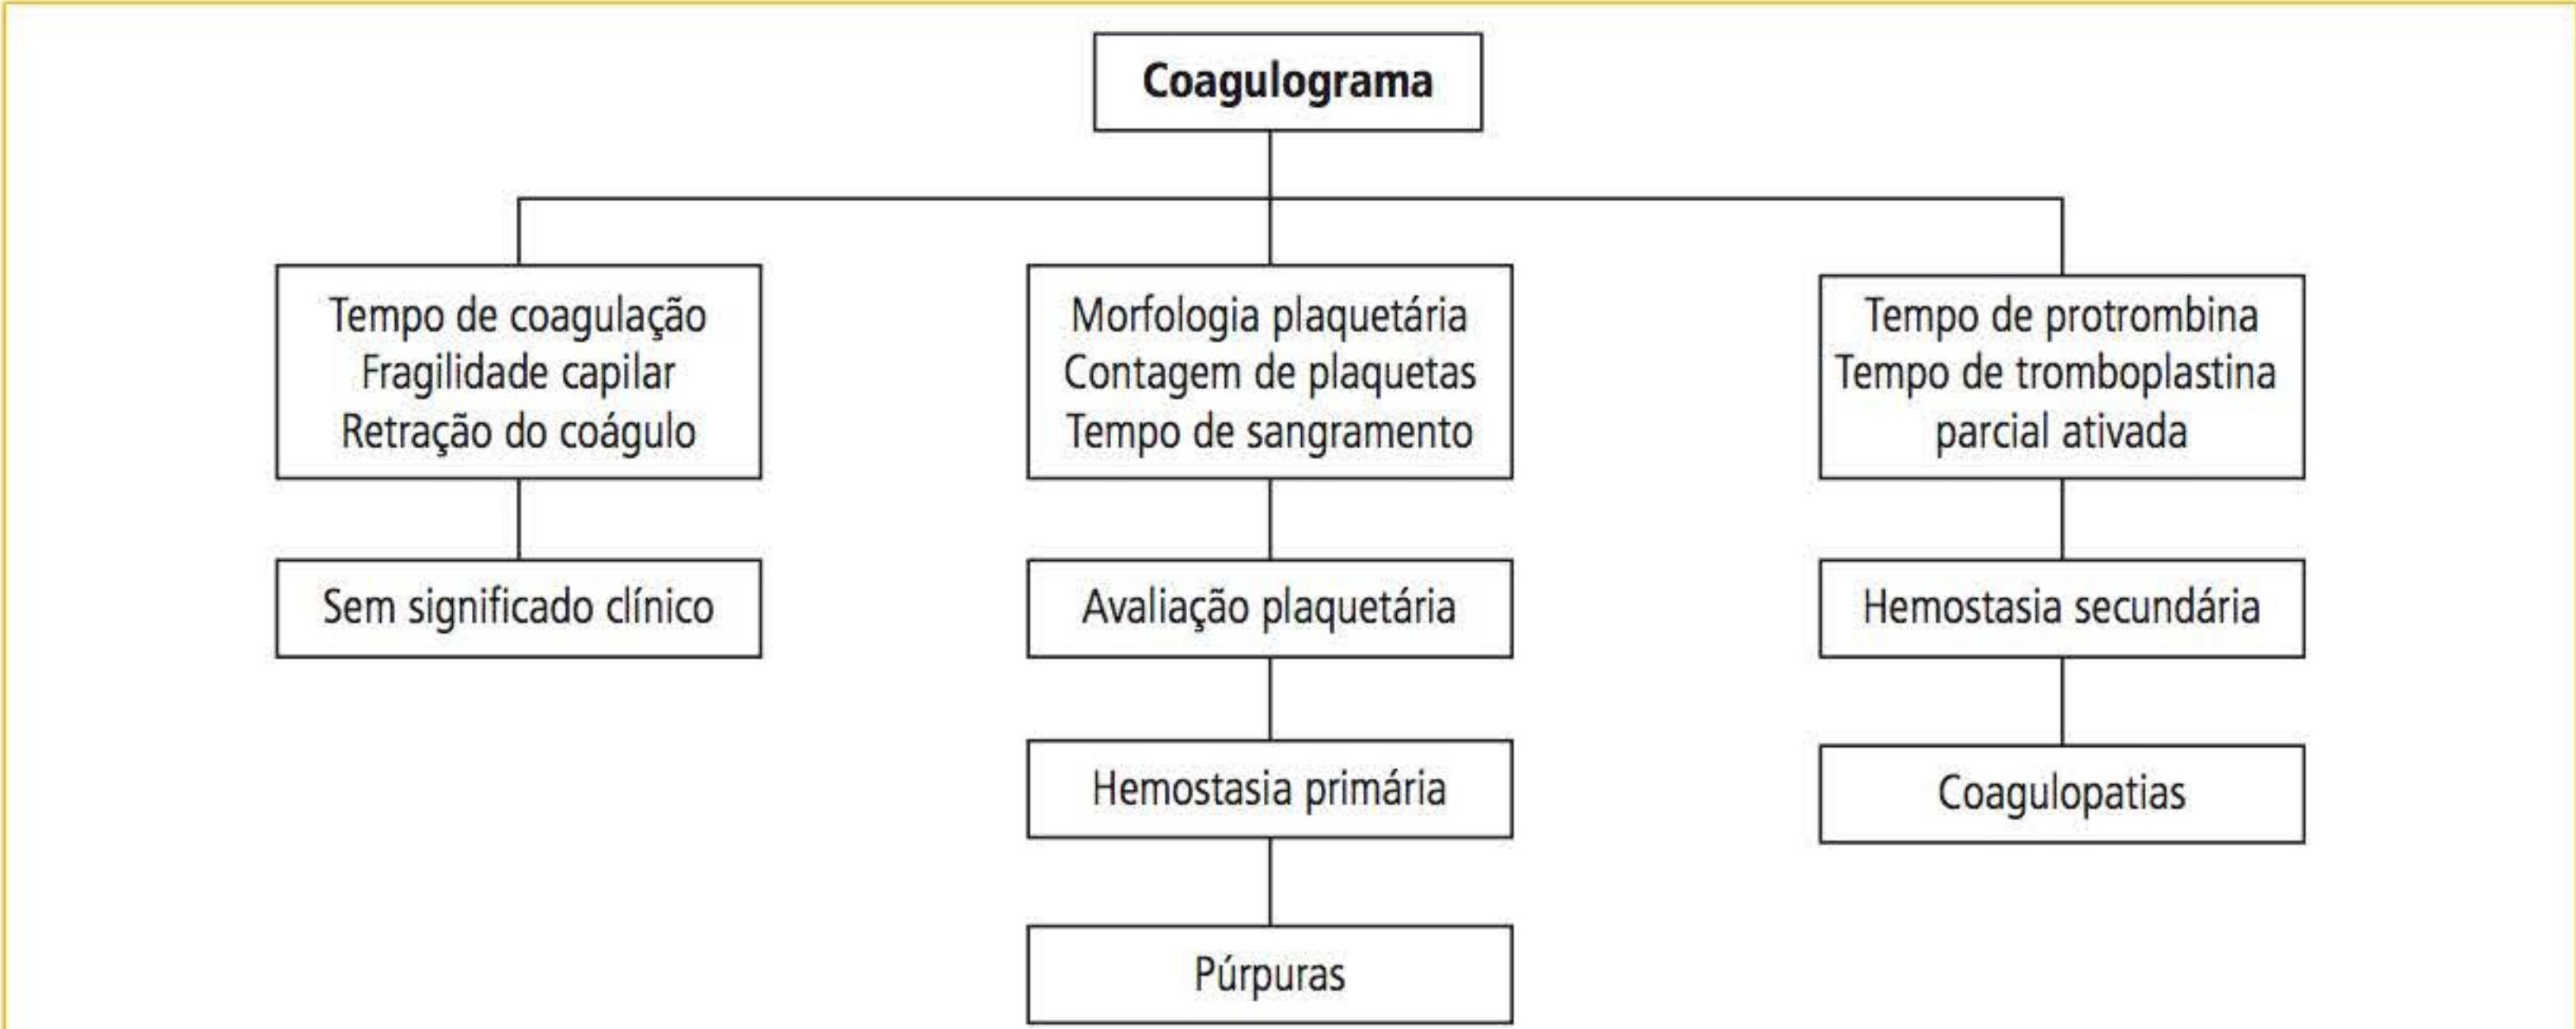 Coagulograma
Tempo de coagulação
Fragilidade capilar
Retração do coágulo
Sem significado clínico
Morfologia plaquetária
Contagem de plaquetas
Tempo de sangramento
Avaliação plaquetária
Hemostasia primária
Púrpuras
Tempo de protrombina
Tempo de tromboplastina
parcial ativada
Hemostasia secundária
Coagulopatias